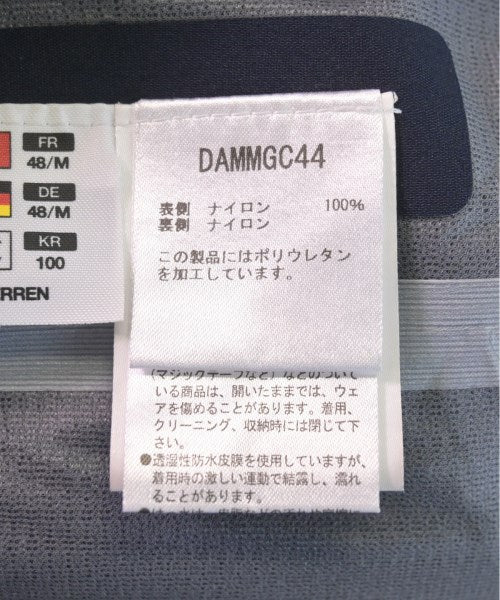 FR
48/M
DE
48/M
KR
100
ERREN
DAMMGC44
表側 ナイロン 100%
裏側 ナイロン
この製品にはポリウレタン
を加工しています。
(マジックテープなど)などのついて
いる商品は、開いたままでは、ウェ
アを傷めることがあります。着用、
クリーニング、収納時には閉じて下
さい。
●透湿性防水皮膜を使用していますが、
着用時の激しい運動で結露し、濡れ
ることがあります。